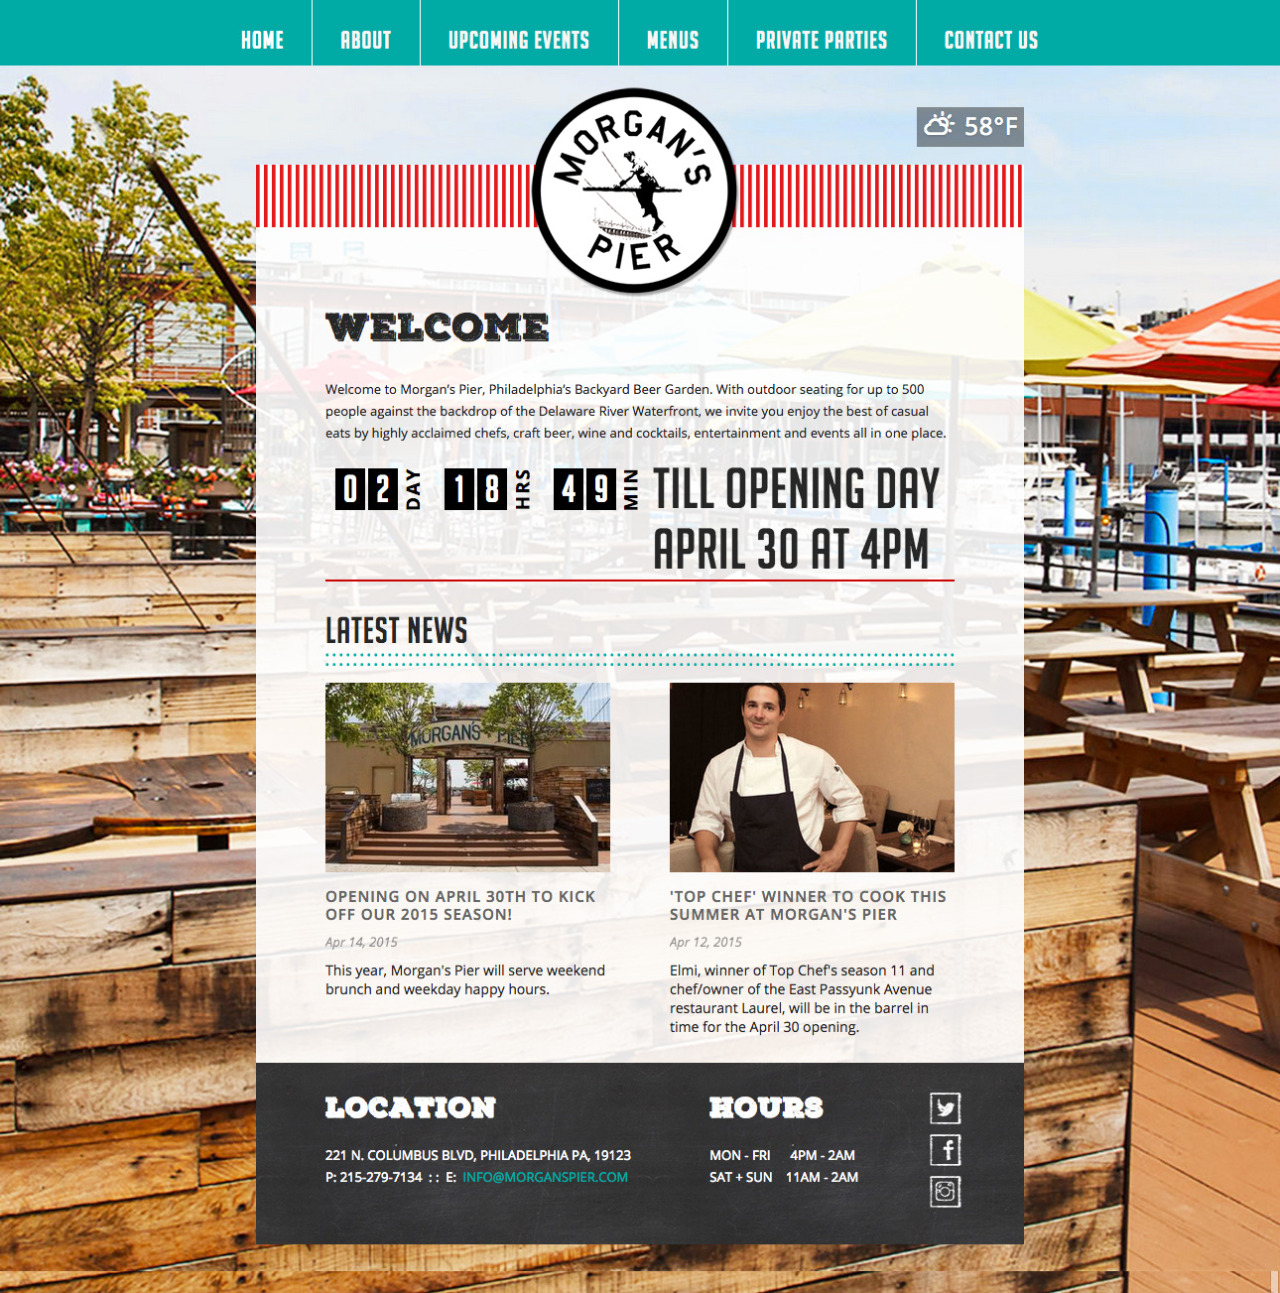 HOME ABOUT UPCOMING EVENTS MENUS PRIVATE PARTIES CONTACT US
58°F
MORGAN'S
PIER
WELCOME
Welcome to Morgan's Pier, Philadelphia's Backyard Beer Garden. With outdoor seating for up to 500
people against the backdrop of the Delaware River Waterfront, we invite you enjoy the best of casual
eats by highly acclaimed chefs, craft beer, wine and cocktails, entertainment and events all in one place.
02 DAY 18 HRS 49 MIN TILL OPENING DAY
APRIL 30 AT 4PM
LATEST NEWS
MORGAN'S PIER
OPENING ON APRIL 30TH TO KICK
OFF OUR 2015 SEASON!
Apr 14, 2015
This year, Morgan's Pier will serve weekend
brunch and weekday happy hours.
'TOP CHEF' WINNER TO COOK THIS
SUMMER AT MORGAN'S PIER
Apr 12, 2015
Elmi, winner of Top Chef's season 11 and
chef/owner of the East Passyunk Avenue
restaurant Laurel, will be in the barrel in
time for the April 30 opening.
LOCATION
221 N. COLUMBUS BLVD, PHILADELPHIA PA, 19123
P: 215-279-7134 :: E: INFO@MORGANSPIER.COM
HOURS
MON - FRI 4PM - 2AM
SAT + SUN 11AM - 2AM